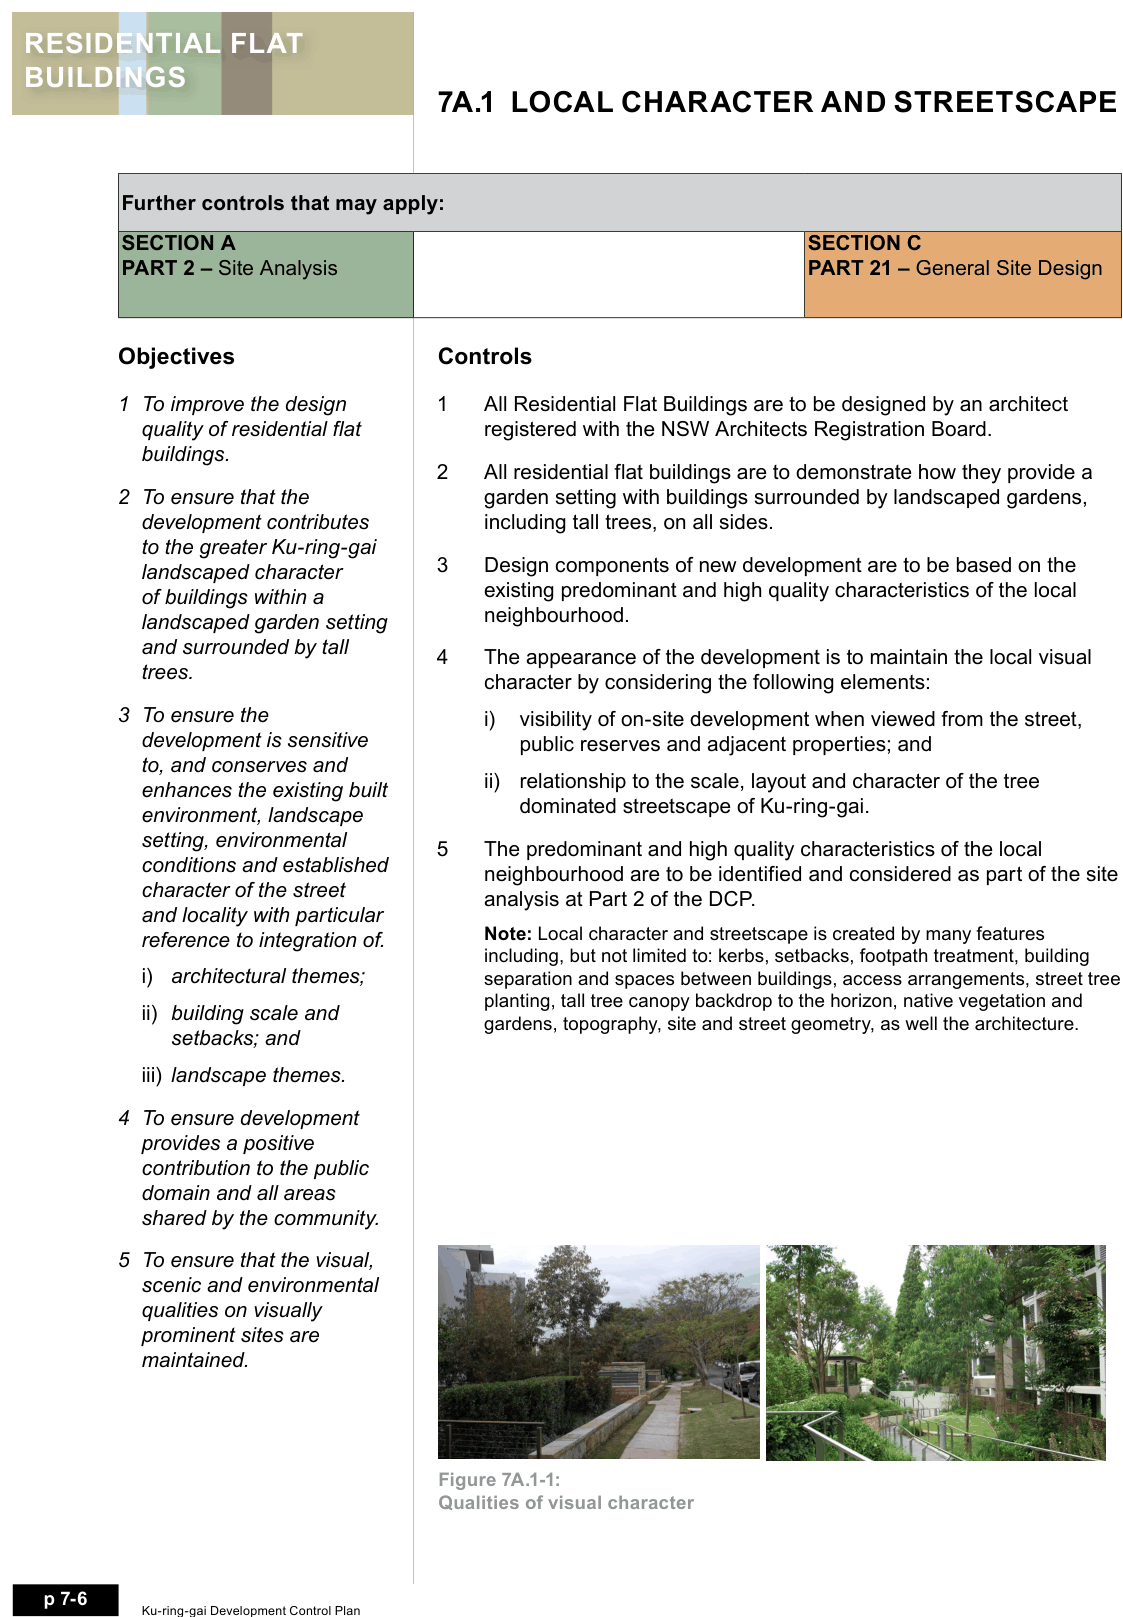 RESIDENTIAL FLAT
BUILDINGS
7A.1 LOCAL CHARACTER AND STREETSCAPE
Further controls that may apply:
SECTION A
PART 2 – Site Analysis
SECTION C
PART 21 – General Site Design
Objectives
1 To improve the design
quality of residential flat
buildings.
2 To ensure that the
development contributes
to the greater Ku-ring-gai
landscaped character
of buildings within a
landscaped garden setting
and surrounded by tall
trees.
3 To ensure the
development is sensitive
to, and conserves and
enhances the existing built
environment, landscape
setting, environmental
conditions and established
character of the street
and locality with particular
reference to integration of.
i) architectural themes;
ii) building scale and
setbacks; and
iii) landscape themes.
4 To ensure development
provides a positive
contribution to the public
domain and all areas
shared by the community.
5 To ensure that the visual,
scenic and environmental
qualities on visually
prominent sites are
maintained.
Controls
1 All Residential Flat Buildings are to be designed by an architect
registered with the NSW Architects Registration Board.
2 All residential flat buildings are to demonstrate how they provide a
garden setting with buildings surrounded by landscaped gardens,
including tall trees, on all sides.
3 Design components of new development are to be based on the
existing predominant and high quality characteristics of the local
neighbourhood.
4 The appearance of the development is to maintain the local visual
character by considering the following elements:
i) visibility of on-site development when viewed from the street,
public reserves and adjacent properties; and
ii) relationship to the scale, layout and character of the tree
dominated streetscape of Ku-ring-gai.
5 The predominant and high quality characteristics of the local
neighbourhood are to be identified and considered as part of the site
analysis at Part 2 of the DCP.
Note: Local character and streetscape is created by many features
including, but not limited to: kerbs, setbacks, footpath treatment, building
separation and spaces between buildings, access arrangements, street tree
planting, tall tree canopy backdrop to the horizon, native vegetation and
gardens, topography, site and street geometry, as well the architecture.
Figure 7A.1-1:
Qualities of visual character
p 7-6
Ku-ring-gai Development Control Plan